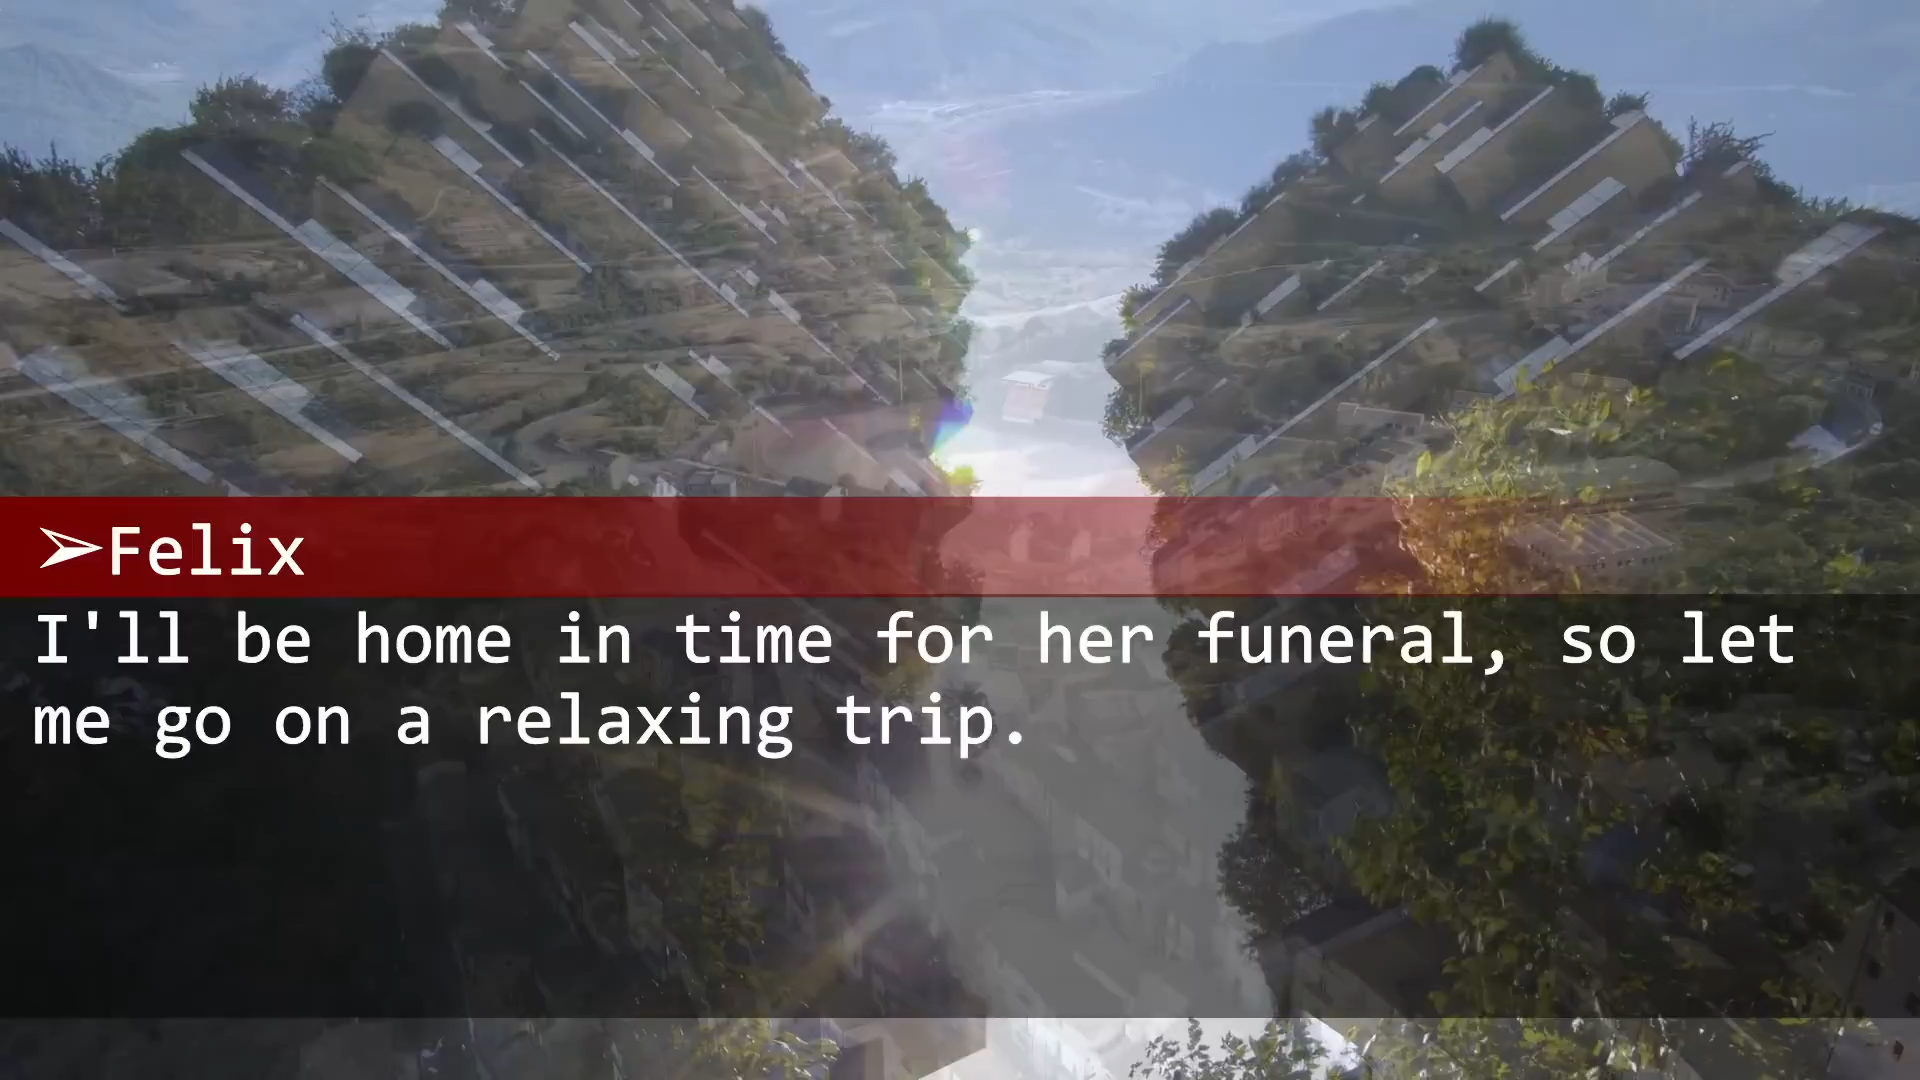 ➢Felix
I'll be home in time for her funeral, so let
me go on a relaxing trip.